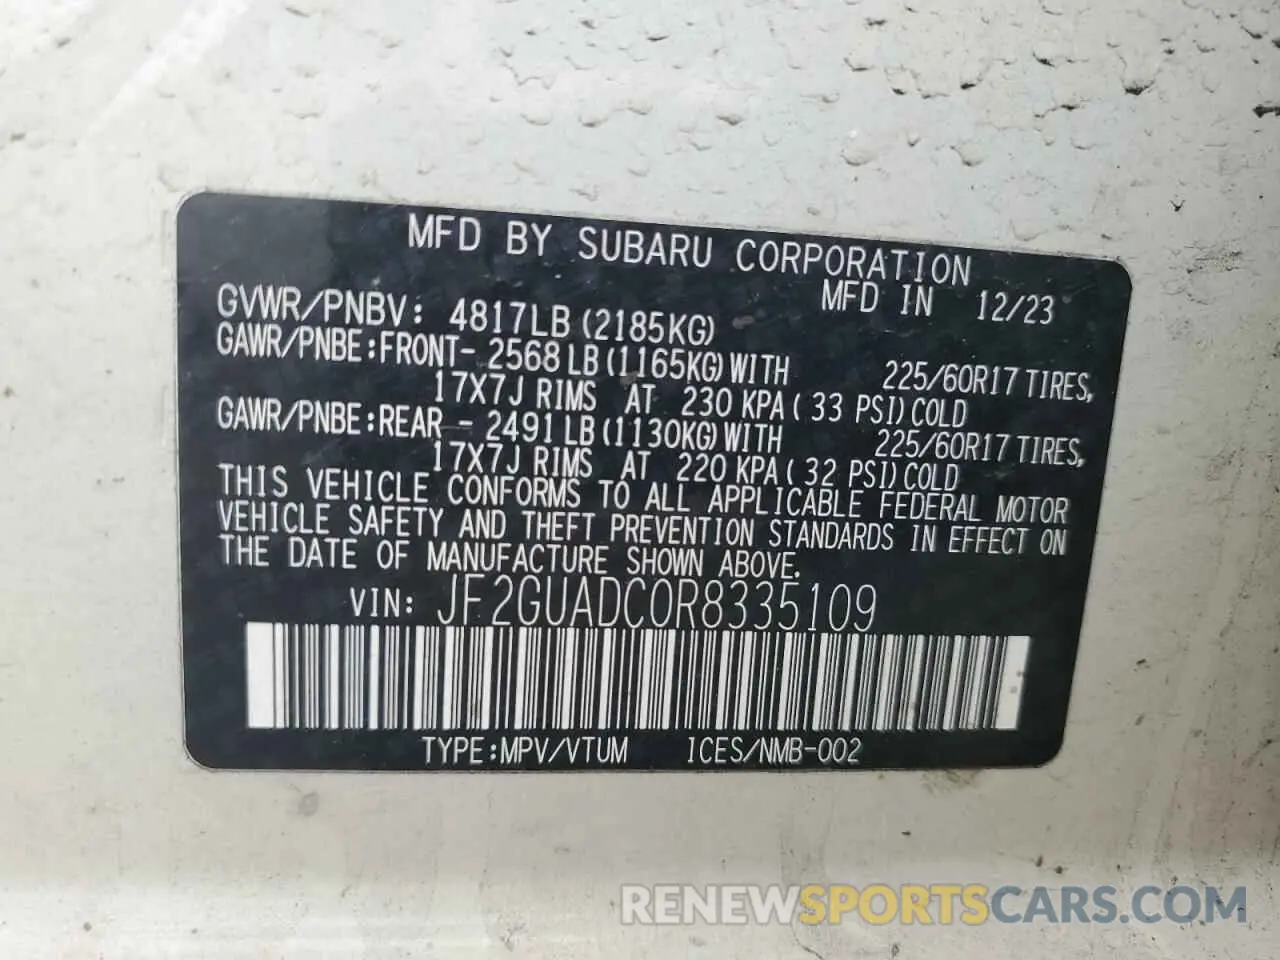 MFD BY SUBARU CORPORATION
MFD IN 12/23
GVWR/PNBV: 4817LB (2185KG)
GAWR/PNBE:FRONT- 2568 LB (1165KG) WITH 225/60R17 TIRES,
17X7J RIMS AT 230 KPA ( 33 PSI) COLD
GAWR/PNBE:REAR - 2491 LB (1130KG) WITH 225/60R17 TIRES,
17X7J RIMS AT 220 KPA ( 32 PSI) COLD
THIS VEHICLE CONFORMS TO ALL APPLICABLE FEDERAL MOTOR
VEHICLE SAFETY AND THEFT PREVENTION STANDARDS IN EFFECT ON
THE DATE OF MANUFACTURE SHOWN ABOVE.
VIN: JF2GUADC0R8335109
TYPE:MPV/VTUM ICES/NMB-002
RENEWSPORTSCARS.COM